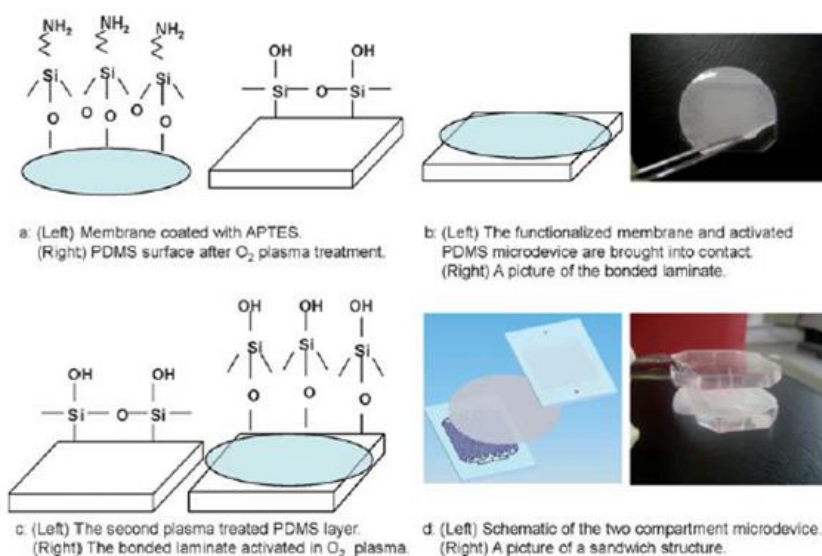 NH₂ NH₂ NH₂
Si Si Si
O O O O
O
OH OH
Si O Si
a: (Left) Membrane coated with APTES.
(Right) PDMS surface after O₂ plasma treatment.
b: (Left) The functionalized membrane and activated
PDMS microdevice are brought into contact.
(Right) A picture of the bonded laminate.
OH OH
Si O Si
OH OH OH
Si Si Si
O O O
c: (Left) The second plasma treated PDMS layer.
(Right) The bonded laminate activated in O₂ plasma.
d: (Left) Schematic of the two compartment microdevice.
(Right) A picture of a sandwich structure.